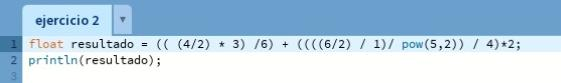 ejercicio 2
1 float resultado = (( (4/2) * 3) /6) + ((((6/2) / 1)/ pow(5,2)) / 4)*2;
2 println(resultado);
3